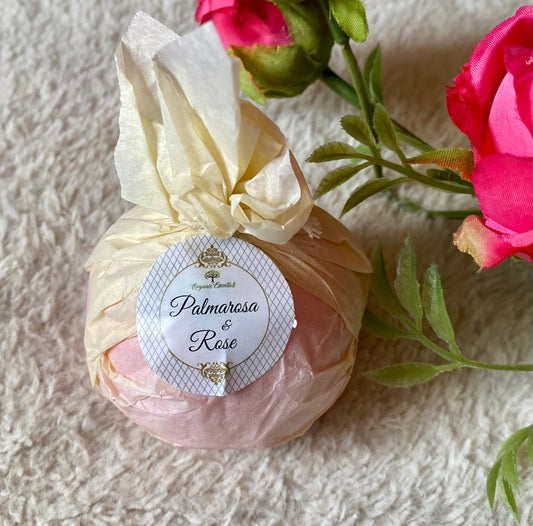 Organic Essentials
Palmarosa
&
Rose